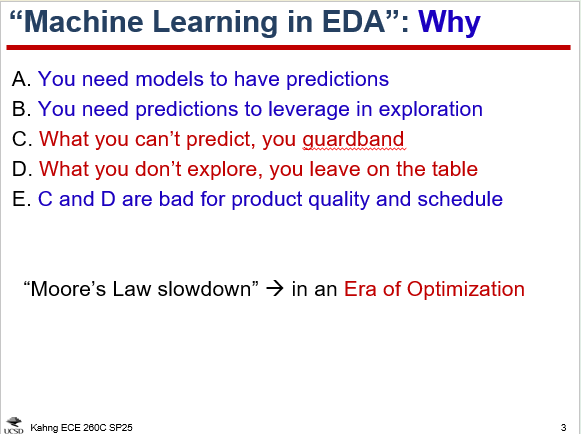 “Machine Learning in EDA”: Why
A. You need models to have predictions
B. You need predictions to leverage in exploration
C. What you can’t predict, you guardband
D. What you don’t explore, you leave on the table
E. C and D are bad for product quality and schedule
“Moore’s Law slowdown” → in an Era of Optimization
UCSD Kahng ECE 260C SP25 3